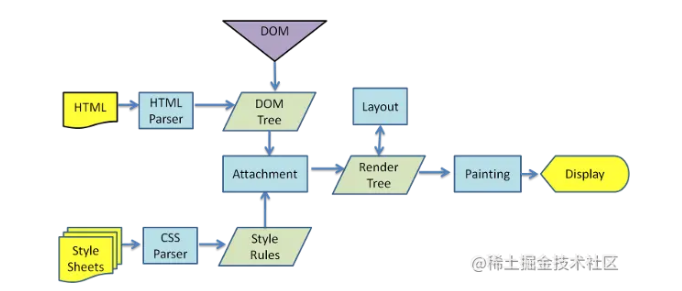 DOM
HTML
HTML
Parser
DOM
Tree
Layout
Attachment
Render
Tree
Painting
Display
Style
Sheets
CSS
Parser
Style
Rules
@稀土掘金技术社区